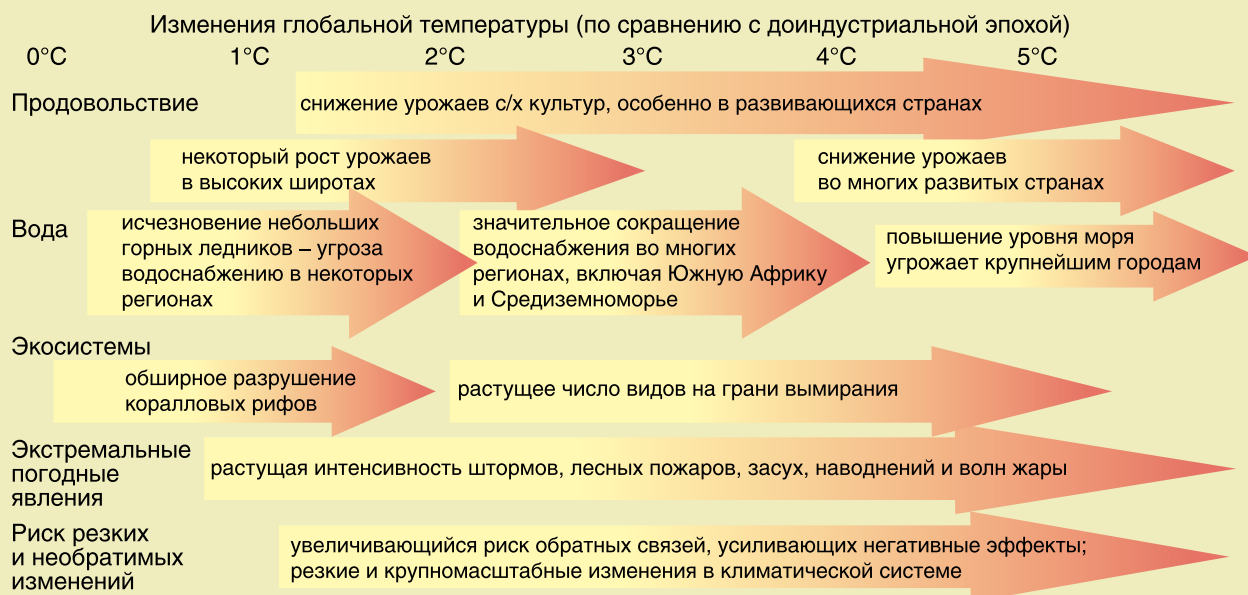 Изменения глобальной температуры (по сравнению с доиндустриальной эпохой)
0°C 1°C 2°C 3°C 4°C 5°C
Продовольствие
снижение урожаев с/х культур, особенно в развивающихся странах
некоторый рост урожаев
в высоких широтах
снижение урожаев
во многих развитых странах
Вода
исчезновение небольших
горных ледников – угроза
водоснабжению в некоторых
регионах
значительное сокращение
водоснабжения во многих
регионах, включая Южную Африку
и Средиземноморье
повышение уровня моря
угрожает крупнейшим городам
Экосистемы
обширное разрушение
коралловых рифов
растущее число видов на грани вымирания
Экстремальные
погодные
явления
растущая интенсивность штормов, лесных пожаров, засух, наводнений и волн жары
Риск резких
и необратимых
изменений
увеличивающийся риск обратных связей, усиливающих негативные эффекты;
резкие и крупномасштабные изменения в климатической системе